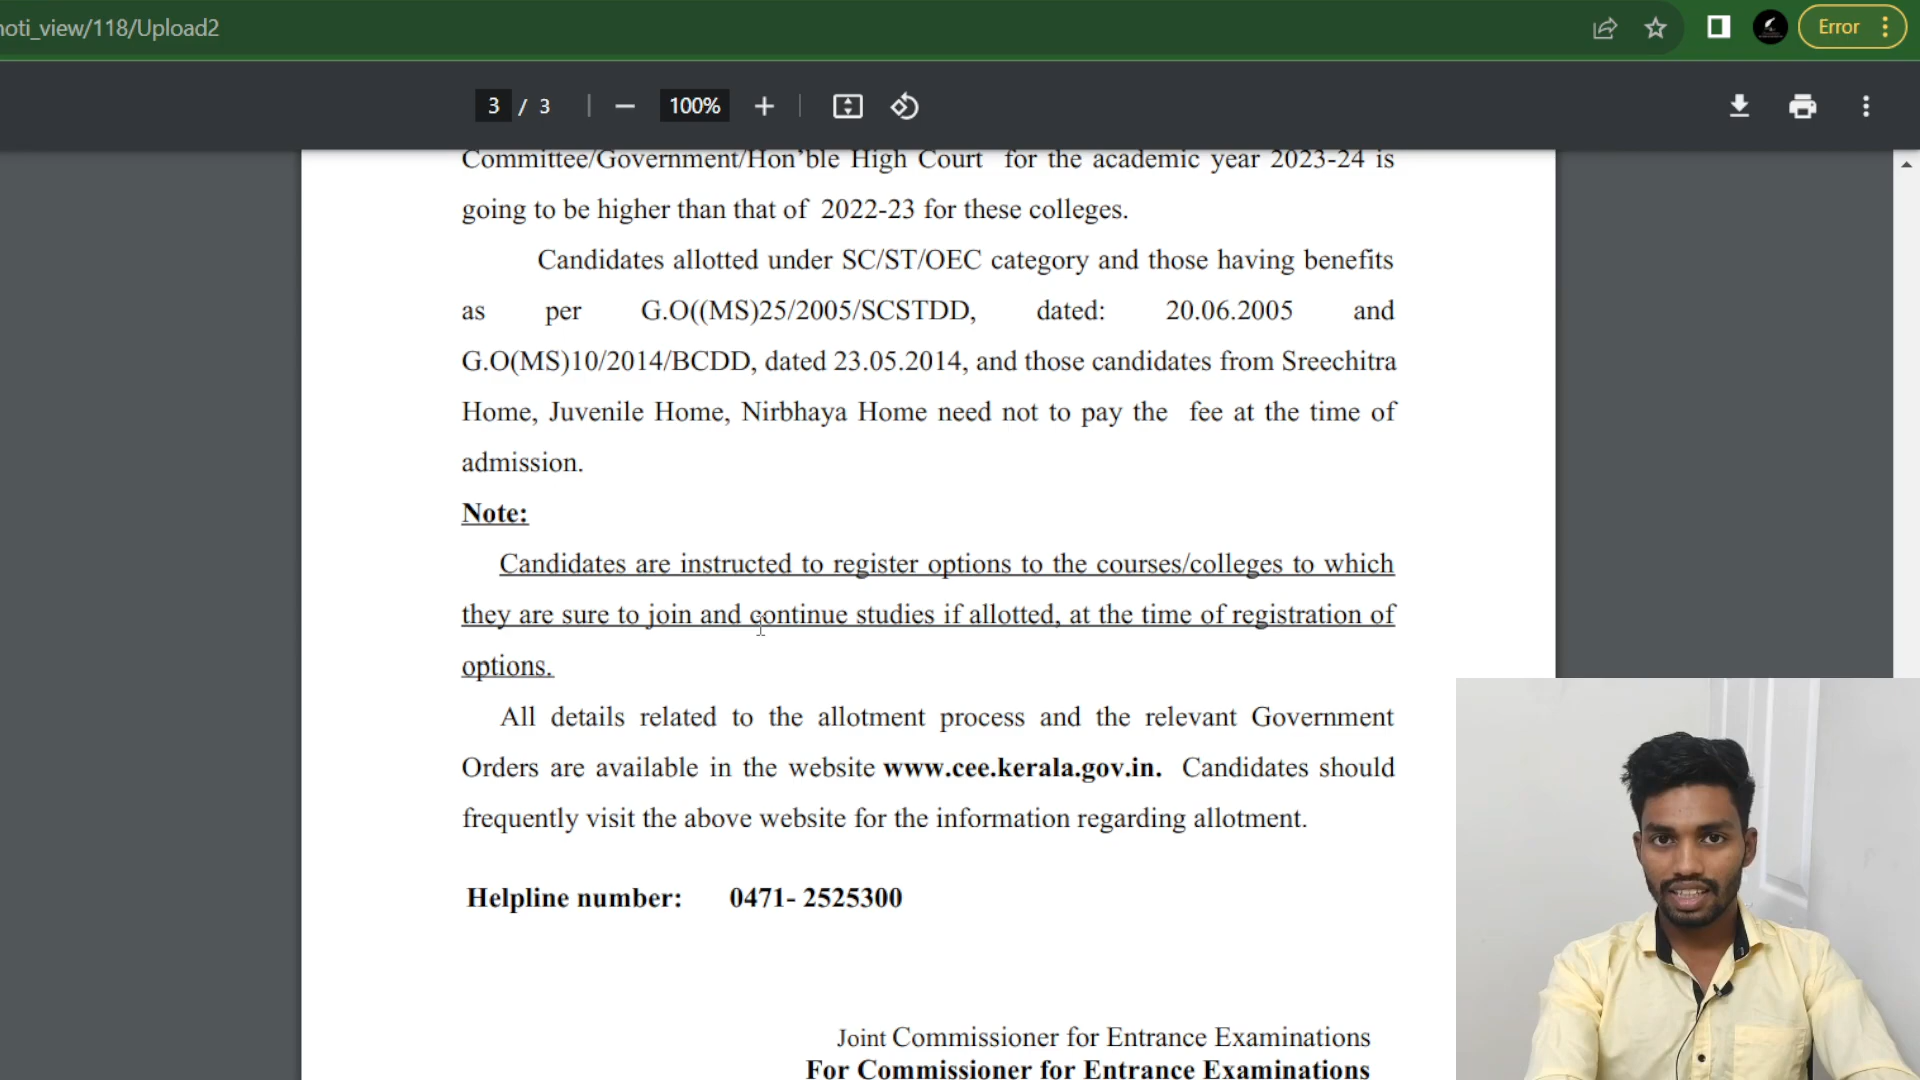 noti_view/118/Upload2
Error
3 / 3
100%
Committee/Government/Hon’ble High Court for the academic year 2023-24 is
going to be higher than that of 2022-23 for these colleges.
Candidates allotted under SC/ST/OEC category and those having benefits
as per G.O((MS)25/2005/SCSTDD, dated: 20.06.2005 and
G.O(MS)10/2014/BCDD, dated 23.05.2014, and those candidates from Sreechitra
Home, Juvenile Home, Nirbhaya Home need not to pay the fee at the time of
admission.
Note:
Candidates are instructed to register options to the courses/colleges to which
they are sure to join and continue studies if allotted, at the time of registration of
options.
All details related to the allotment process and the relevant Government
Orders are available in the website www.cee.kerala.gov.in. Candidates should
frequently visit the above website for the information regarding allotment.
Helpline number: 0471- 2525300
Joint Commissioner for Entrance Examinations
For Commissioner for Entrance Examinations